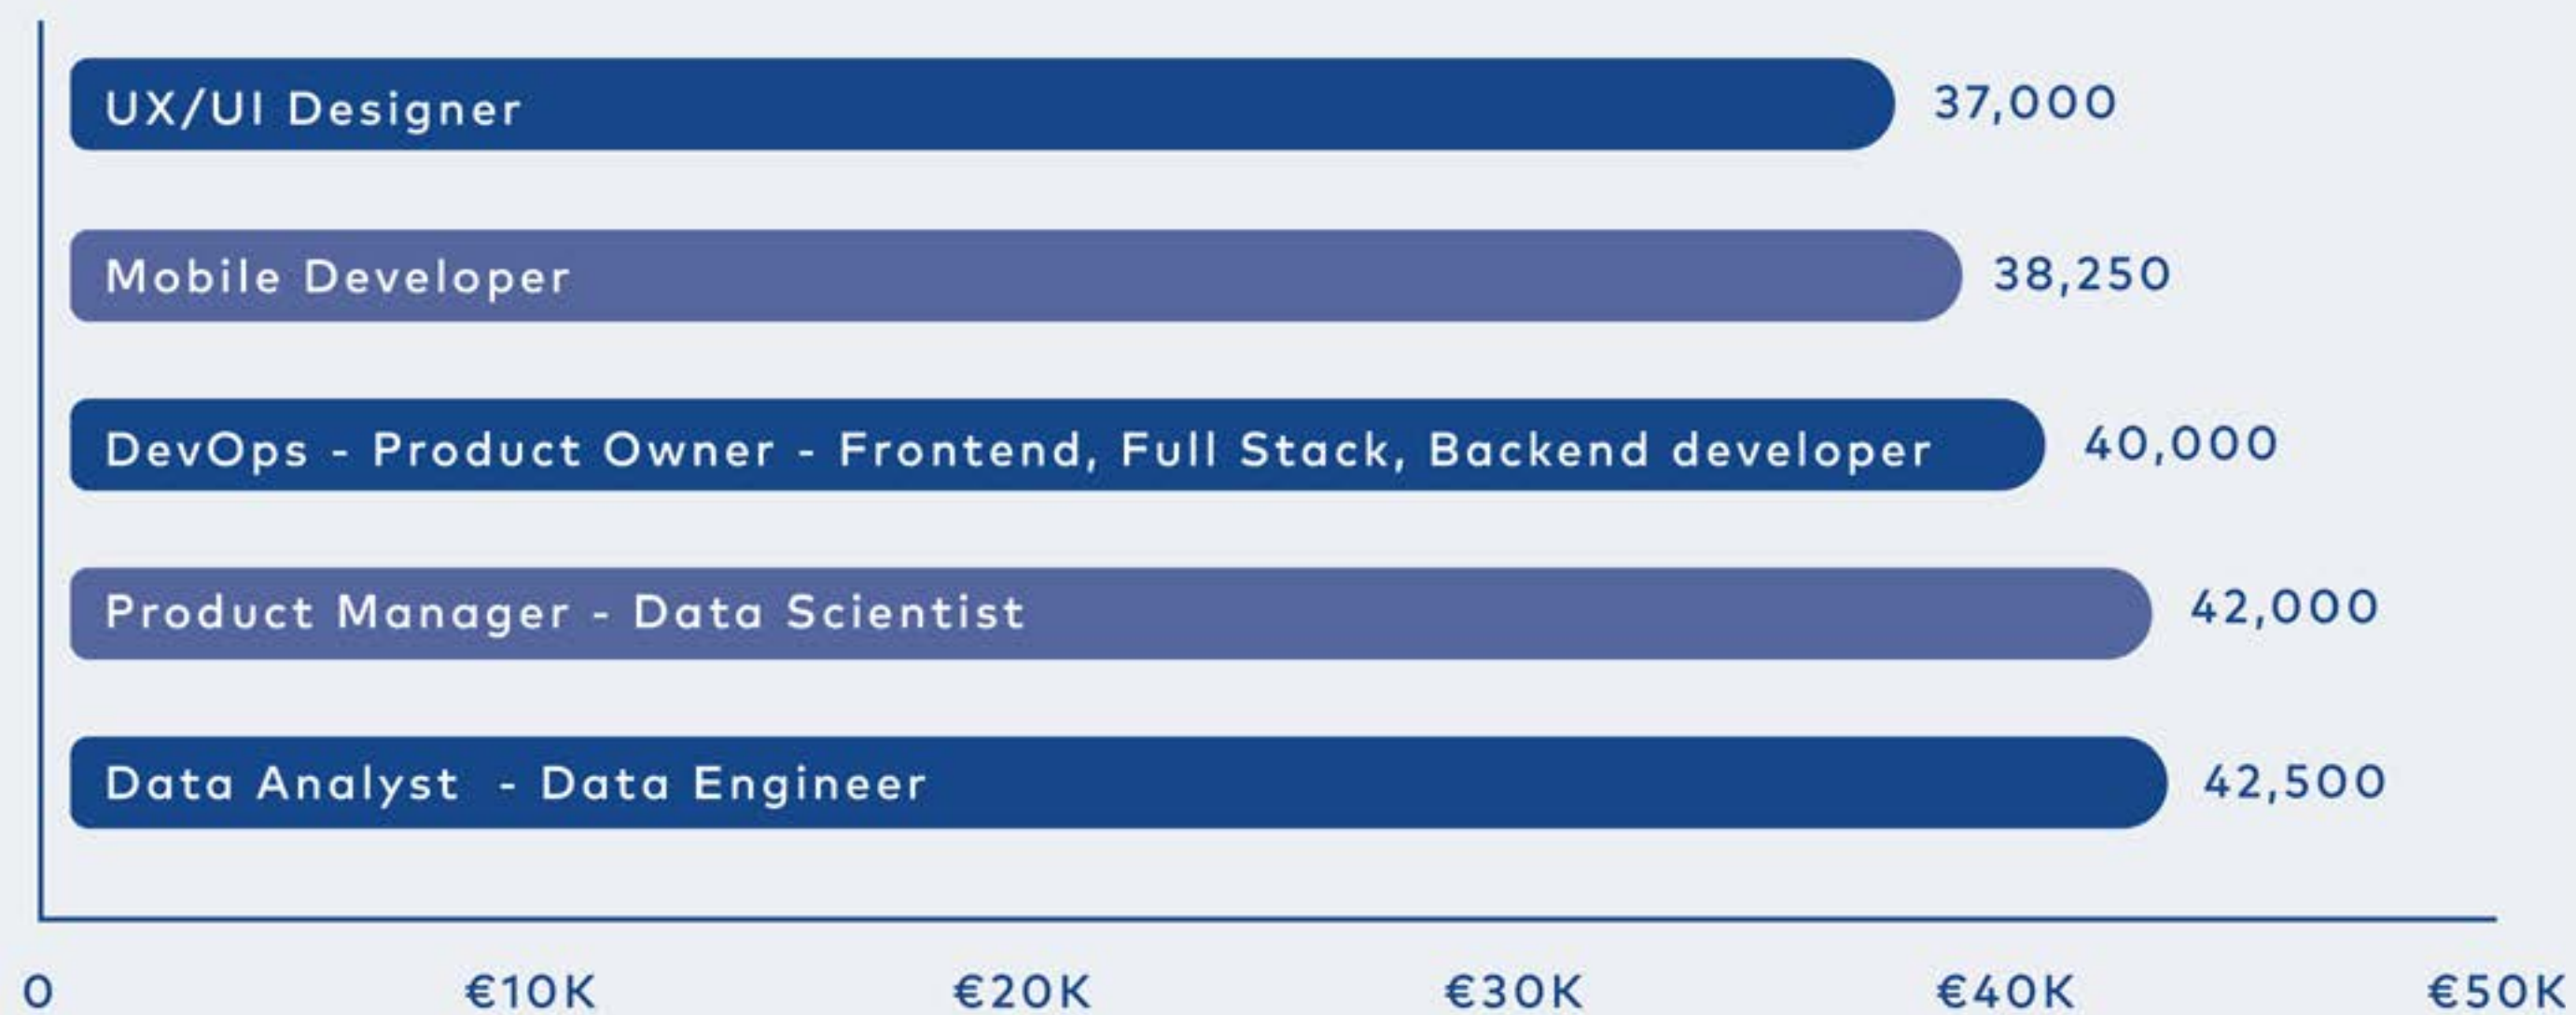 UX/UI Designer 37,000
Mobile Developer 38,250
DevOps - Product Owner - Frontend, Full Stack, Backend developer 40,000
Product Manager - Data Scientist 42,000
Data Analyst - Data Engineer 42,500
0 €10K €20K €30K €40K €50K